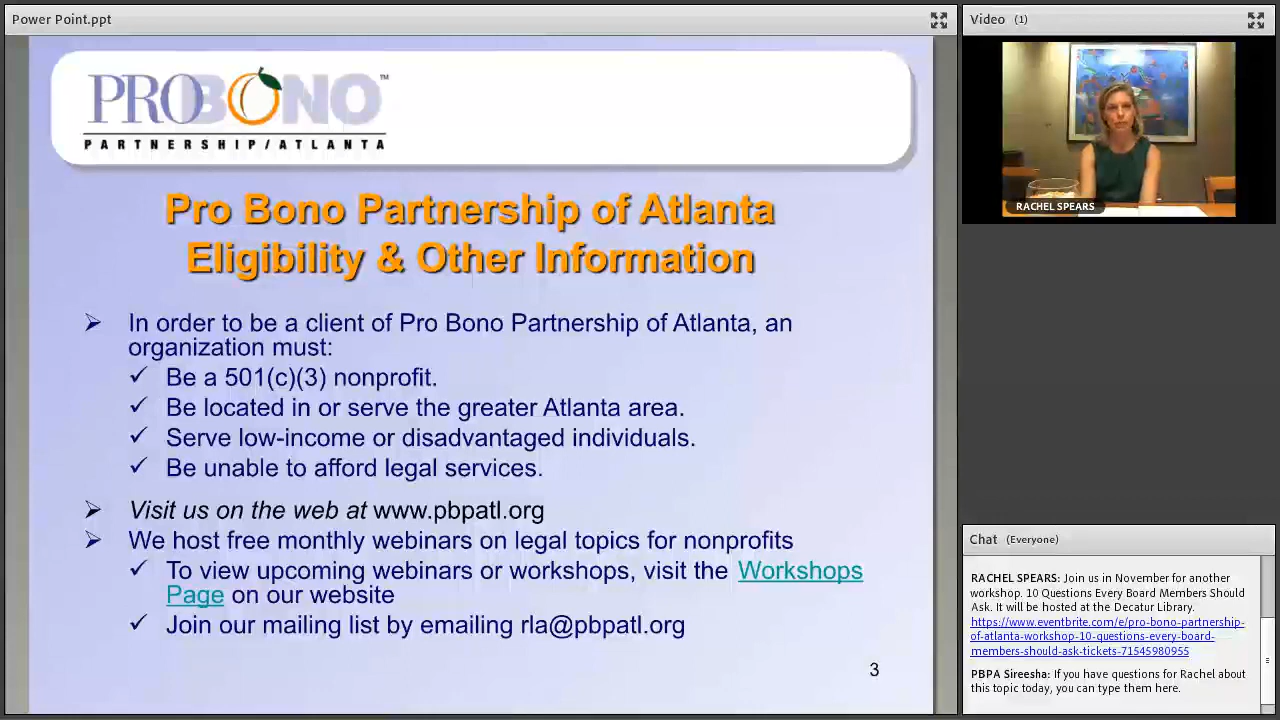 Power Point.ppt
PROBONO™
PARTNERSHIP/ATLANTA
Pro Bono Partnership of Atlanta
Eligibility & Other Information
In order to be a client of Pro Bono Partnership of Atlanta, an
organization must:
Be a 501(c)(3) nonprofit.
Be located in or serve the greater Atlanta area.
Serve low-income or disadvantaged individuals.
Be unable to afford legal services.
Visit us on the web at www.pbpatl.org
We host free monthly webinars on legal topics for nonprofits
To view upcoming webinars or workshops, visit the Workshops
Page on our website
Join our mailing list by emailing rla@pbpatl.org
3
Video (1)
RACHEL SPEARS
Chat (Everyone)
RACHEL SPEARS: Join us in November for another
workshop. 10 Questions Every Board Members Should
Ask. It will be hosted at the Decatur Library.
https://www.eventbrite.com/e/pro-bono-partnership-
of-atlanta-workshop-10-questions-every-board-
members-should-ask-tickets-71545980955
PBPA Sireesha: If you have questions for Rachel about
this topic today, you can type them here.